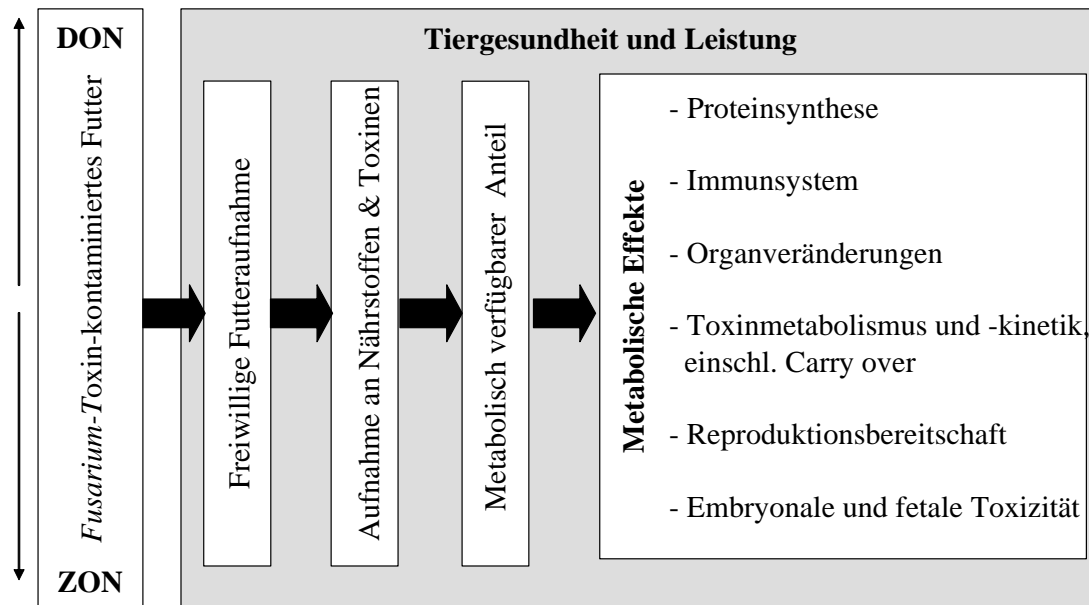 DON
Fusarium-Toxin-kontaminiertes Futter
ZON
Tiergesundheit und Leistung
Freiwillige Futteraufnahme
Aufnahme an Nährstoffen & Toxinen
Metabolisch verfügbarer Anteil
Metabolische Effekte
- Proteinsynthese
- Immunsystem
- Organveränderungen
- Toxinmetabolismus und -kinetik,
einschl. Carry over
- Reproduktionsbereitschaft
- Embryonale und fetale Toxizität